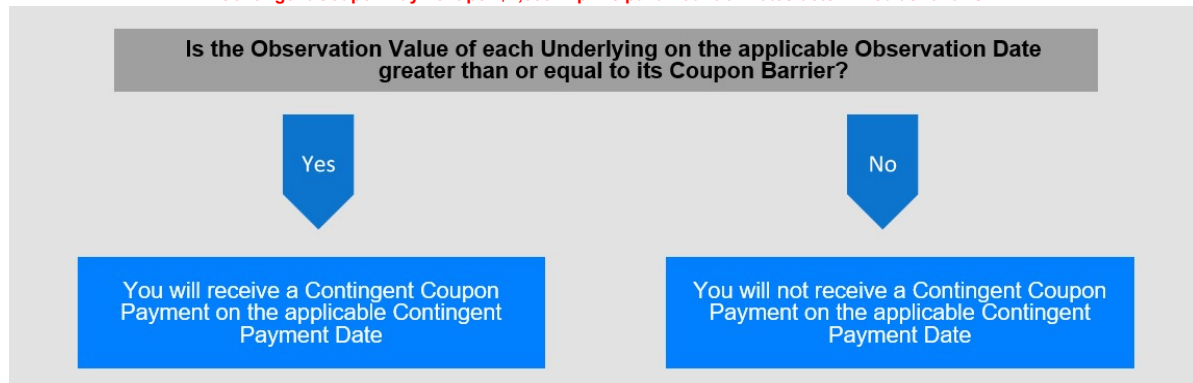 Is the Observation Value of each Underlying on the applicable Observation Date
greater than or equal to its Coupon Barrier?
Yes
No
You will receive a Contingent Coupon
Payment on the applicable Contingent
Payment Date
You will not receive a Contingent Coupon
Payment on the applicable Contingent
Payment Date